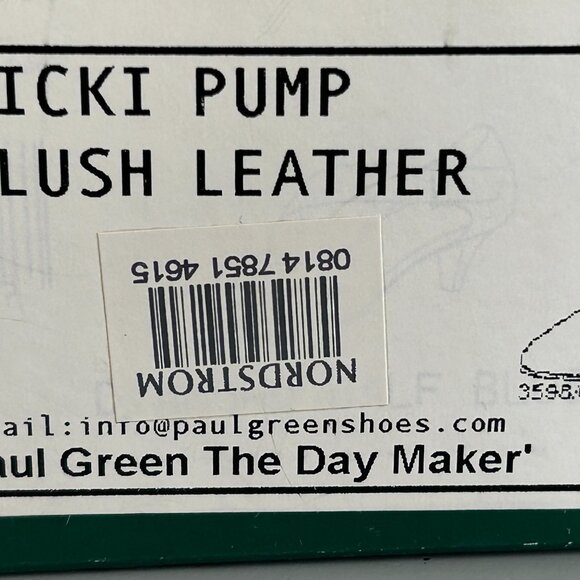 ICKI PUMP
LUSH LEATHER
0814 7851 4615
NORDSTROM
3598
ail:info@paulgreenshoes.com
aul Green The Day Maker'